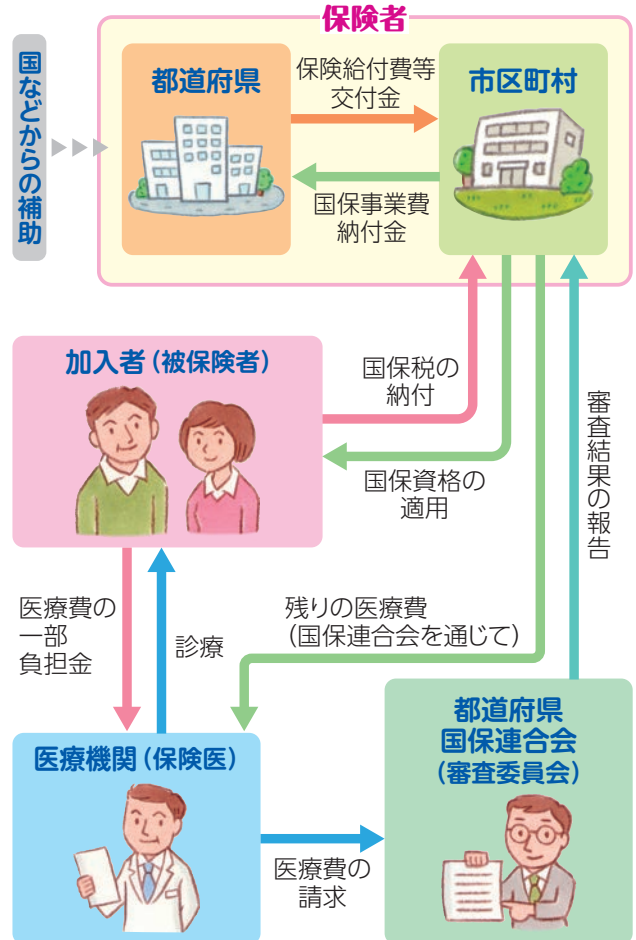 保険者
国などからの補助
都道府県
保険給付費等
交付金
市区町村
国保事業費
納付金
加入者(被保険者)
国保税の
納付
国保資格の
適用
審査結果の報告
医療費の
一部
負担金
診療
残りの医療費
(国保連合会を通じて)
医療機関(保険医)
医療費の
請求
都道府県
国保連合会
(審査委員会)